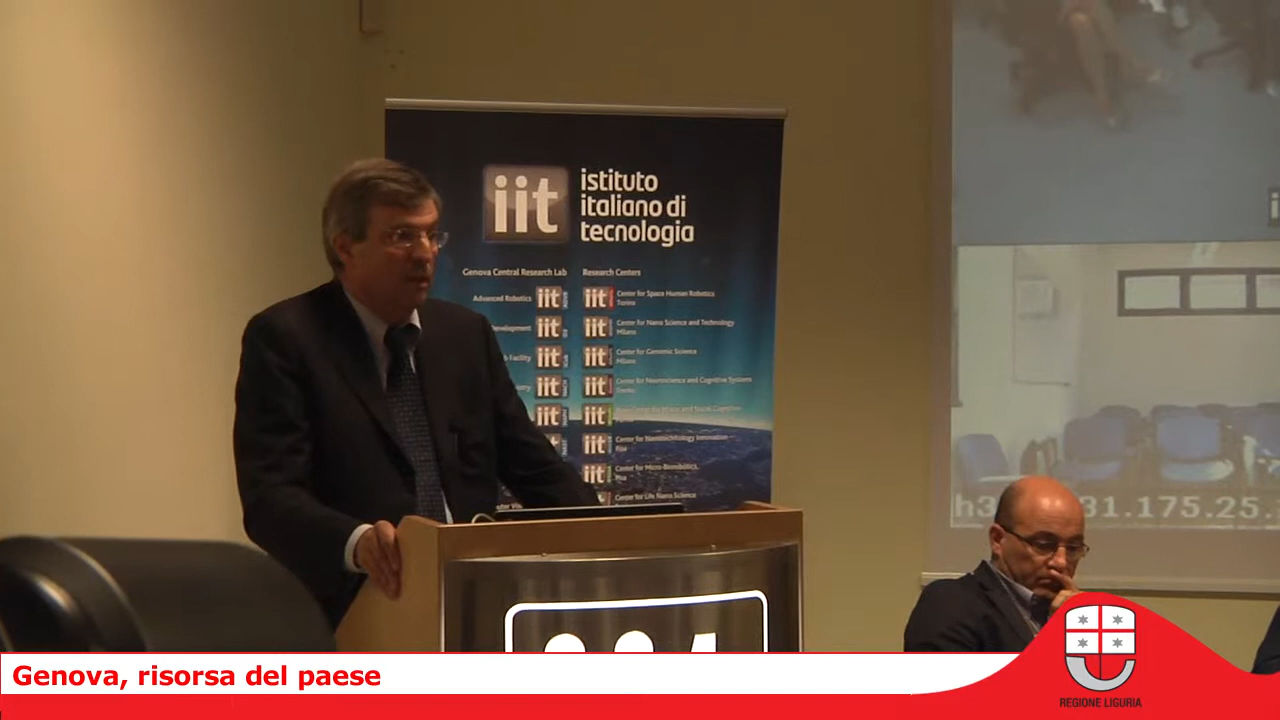 iit
istituto
italiano di
tecnologia
Genova Central Research Lab
Research Centers
Advanced Robotics
iit
iit
Center for Space Human Robotics
Torino
Development
iit
iit
Center for Nano Science and Technology
Milano
Facility
iit
iit
Center for Genomic Science
Milano
iit
iit
Center for Neuroscience and Cognitive Systems
Trento
iit
iit
iit
Center for Nanotechnology Innovation
Pisa
iit
Center for Micro-BioRobotics
Pisa
Center for Life Nano Science
31.175.25.
Genova, risorsa del paese
REGIONE LIGURIA